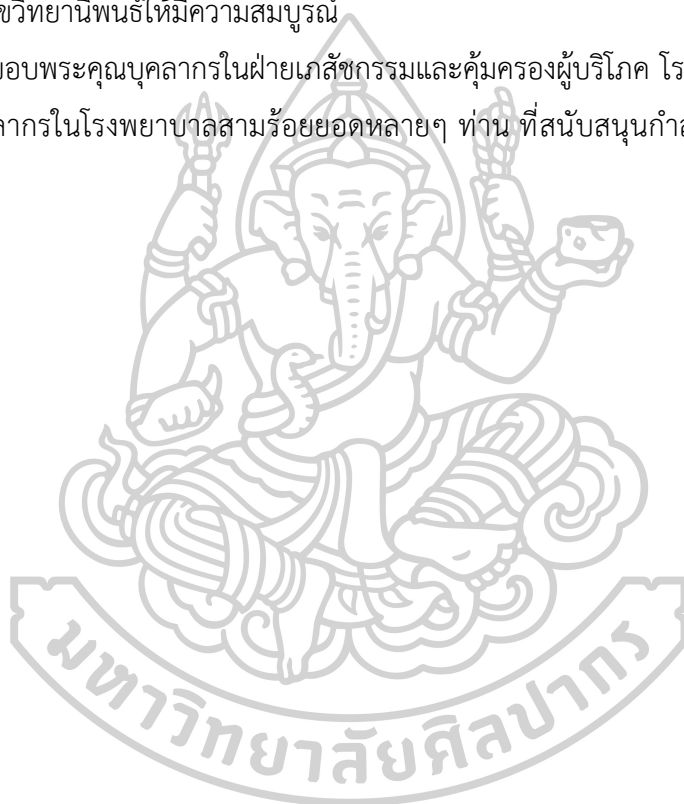 วิทยานิพนธ์ให้มีความสมบูรณ์
อบพระคุณบุคลากรในฝ่ายเภสัชกรรมและคุ้มครองผู้บริโภค โร
ลากรในโรงพยาบาลสามร้อยยอดหลายๆ ท่าน ที่สนับสนุนกำล
มหาวิทยาลัยศิลปากร